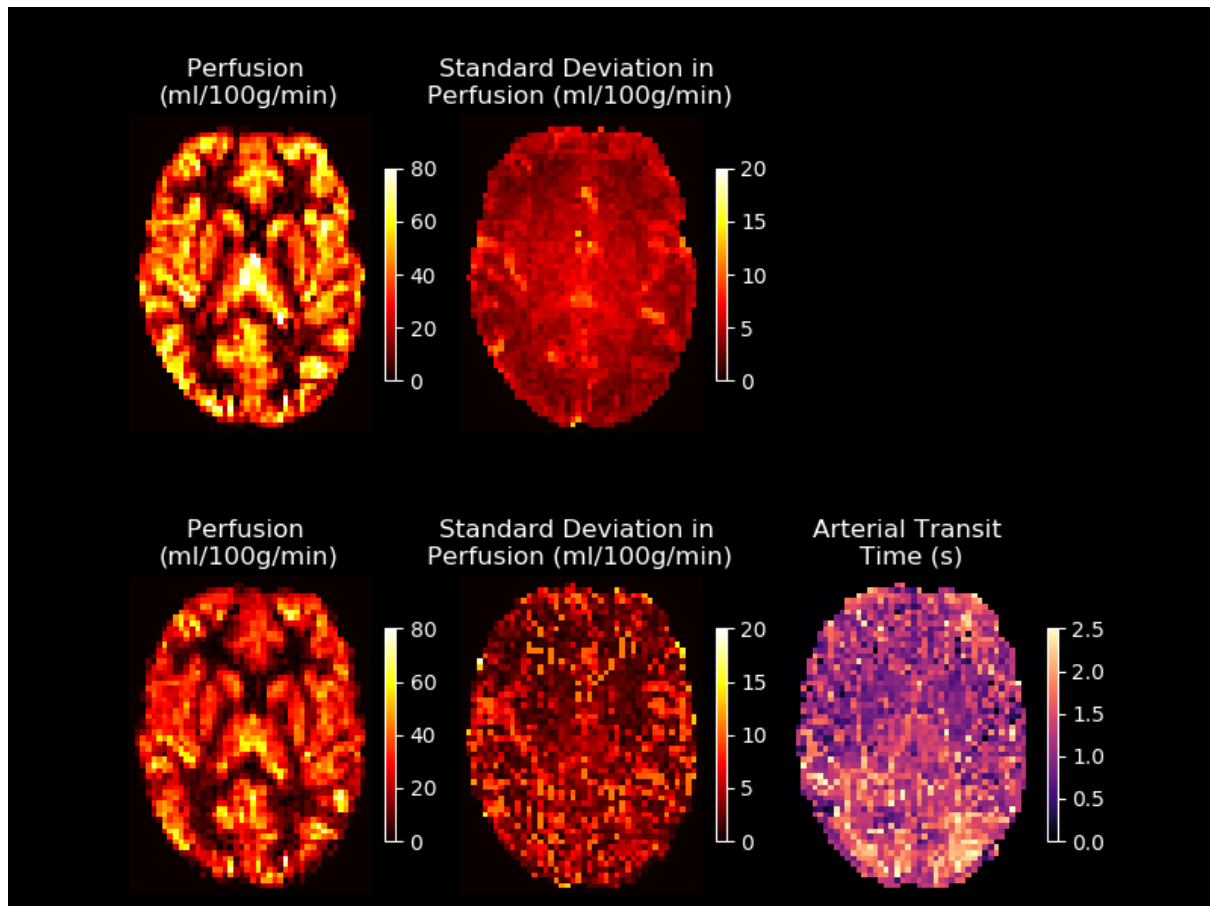 Perfusion
(ml/100g/min)
Standard Deviation in
Perfusion (ml/100g/min)
80
60
40
20
0
20
15
10
5
0
Perfusion
(ml/100g/min)
Standard Deviation in
Perfusion (ml/100g/min)
Arterial Transit
Time (s)
80
60
40
20
0
20
15
10
5
0
2.5
2.0
1.5
1.0
0.5
0.0